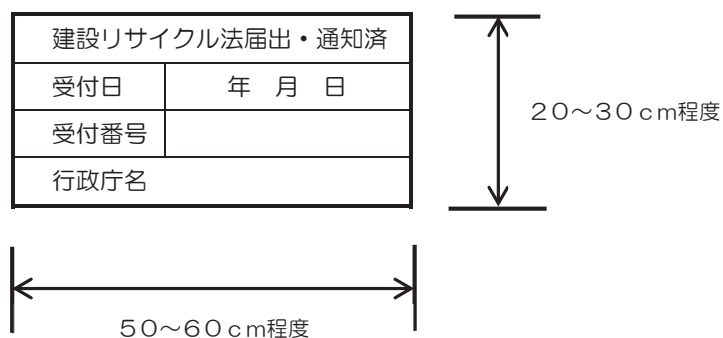 建設リサイクル法届出・通知済
受付日　　年　月　日
受付番号
行政庁名
２０～３０ｃｍ程度
５０～６０ｃｍ程度